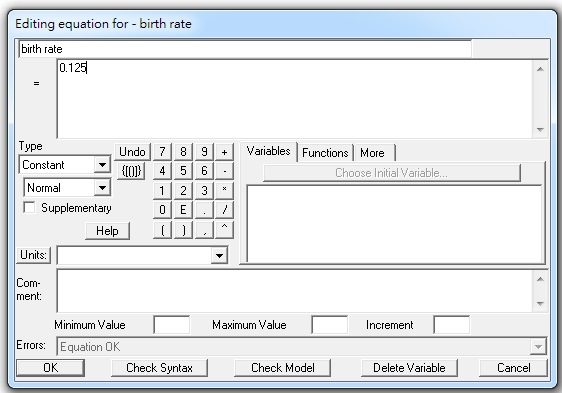 Editing equation for - birth rate
birth rate
=
0.125
Type
Constant
Normal
Supplementary
Help
Undo 7 8 9 +
{[()]} 4 5 6 -
1 2 3 *
0 E . /
( ) , ^
Variables Functions More
Choose Initial Variable...
Units:
Com-
ment:
Minimum Value Maximum Value Increment
Errors: Equation OK
OK Check Syntax Check Model Delete Variable Cancel